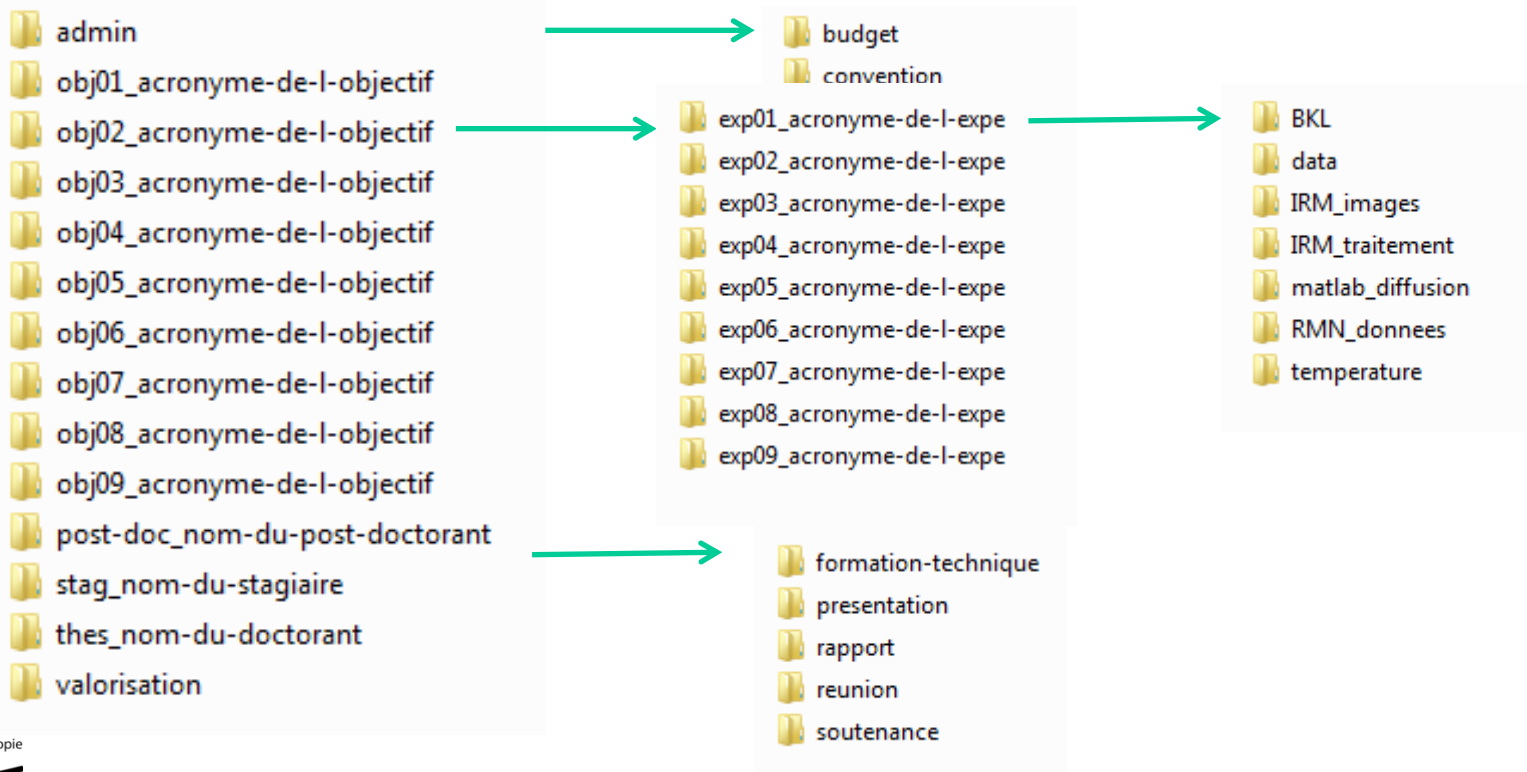 admin
obj01_acronyme-de-l-objectif
obj02_acronyme-de-l-objectif
obj03_acronyme-de-l-objectif
obj04_acronyme-de-l-objectif
obj05_acronyme-de-l-objectif
obj06_acronyme-de-l-objectif
obj07_acronyme-de-l-objectif
obj08_acronyme-de-l-objectif
obj09_acronyme-de-l-objectif
post-doc_nom-du-post-doctorant
stag_nom-du-stagiaire
thes_nom-du-doctorant
valorisation
budget
convention
exp01_acronyme-de-l-expe
exp02_acronyme-de-l-expe
exp03_acronyme-de-l-expe
exp04_acronyme-de-l-expe
exp05_acronyme-de-l-expe
exp06_acronyme-de-l-expe
exp07_acronyme-de-l-expe
exp08_acronyme-de-l-expe
exp09_acronyme-de-l-expe
formation-technique
presentation
rapport
reunion
soutenance
BKL
data
IRM_images
IRM_traitement
matlab_diffusion
RMN_donnees
temperature